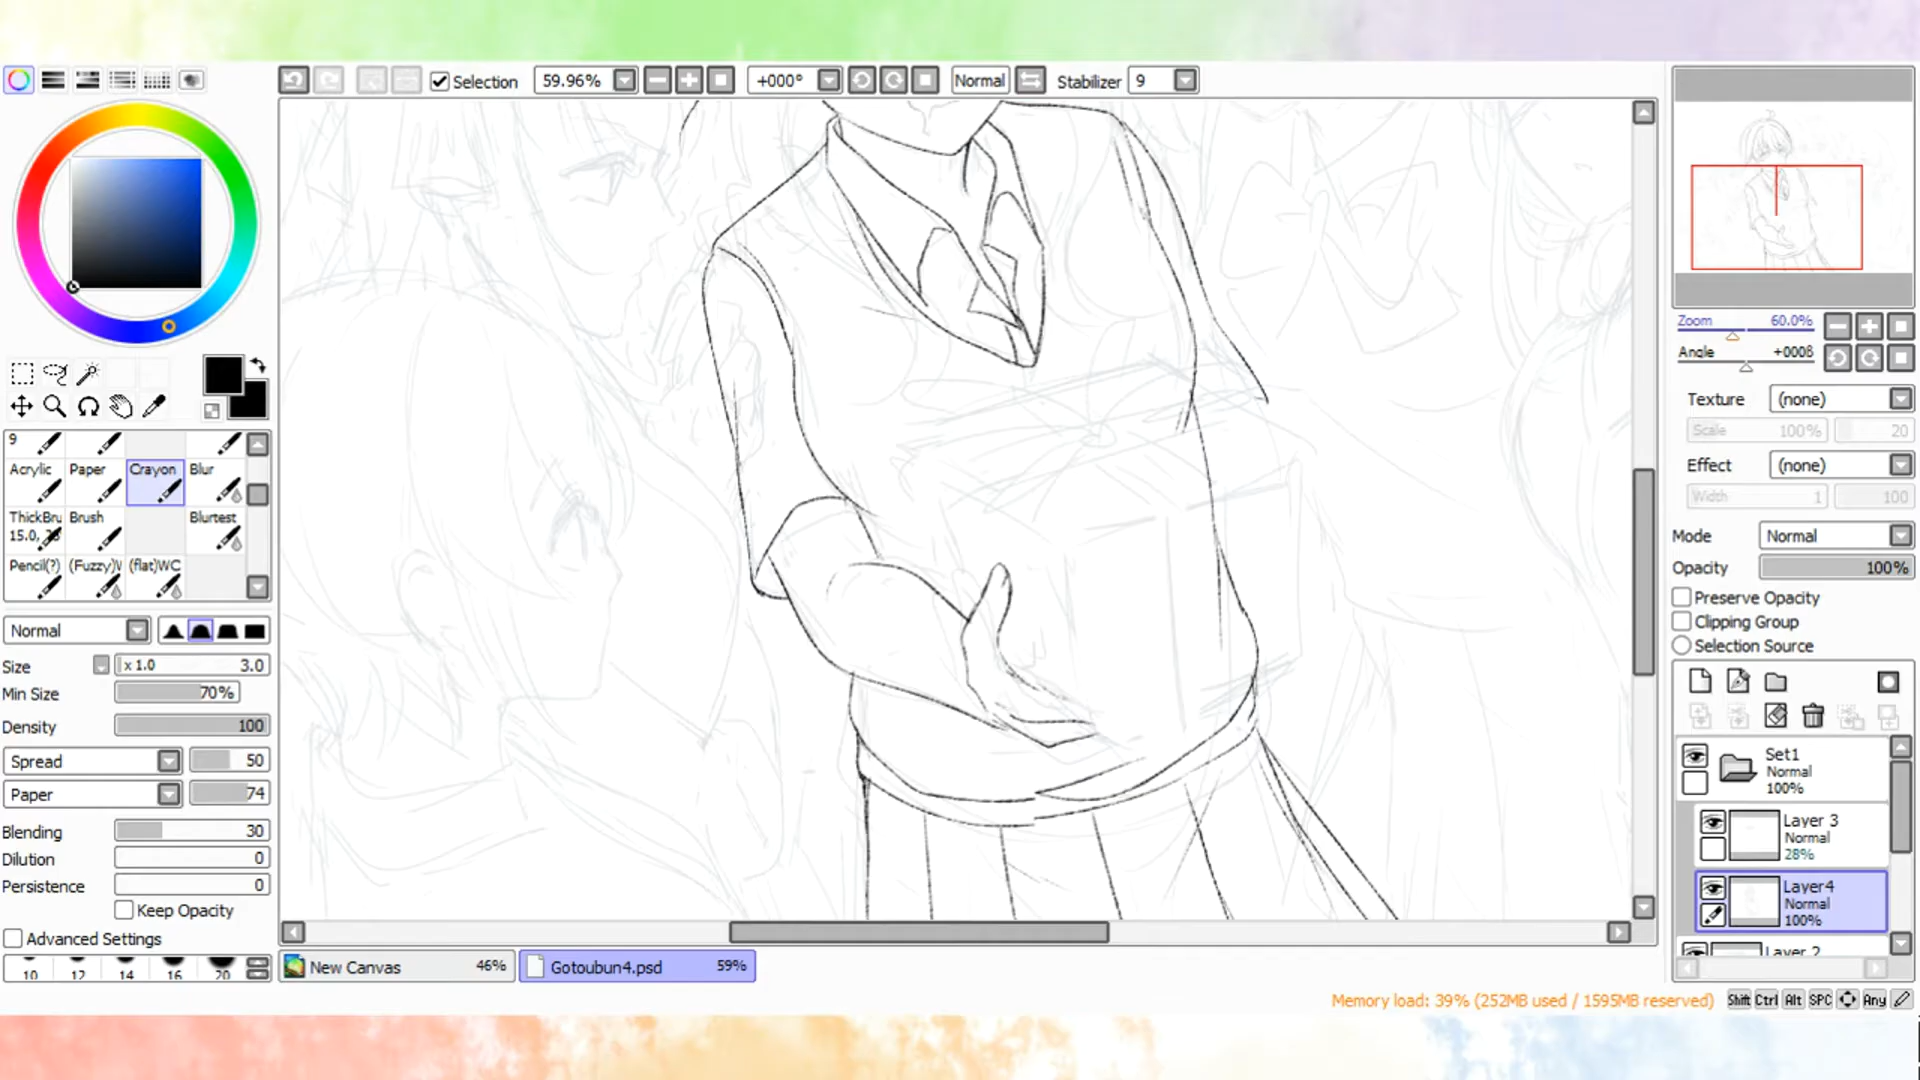 Selection
59.96%
+000°
Normal
Stabilizer
9
Zoom
60.0%
Angle
+000ß
Texture
(none)
Scale
100%
20
Effect
(none)
Width
1
100
Mode
Normal
Opacity
100%
Preserve Opacity
Clipping Group
Selection Source
Set1
Normal
100%
Layer 3
Normal
28%
Layer4
Normal
100%
Layer 2
9
Acrylic
Paper
Crayon
Blur
ThickBru
Brush
Blurtest
Pencil(?)
(Fuzzy)W
(flat)WC
Normal
Size
x 1.0
3.0
Min Size
70%
Density
100
Spread
50
Paper
74
Blending
30
Dilution
0
Persistence
0
Keep Opacity
Advanced Settings
10
12
14
16
20
New Canvas
46%
Gotoubun4.psd
59%
Memory load: 39% (252MB used / 1595MB reserved)
Shift Ctrl Alt SPC Any